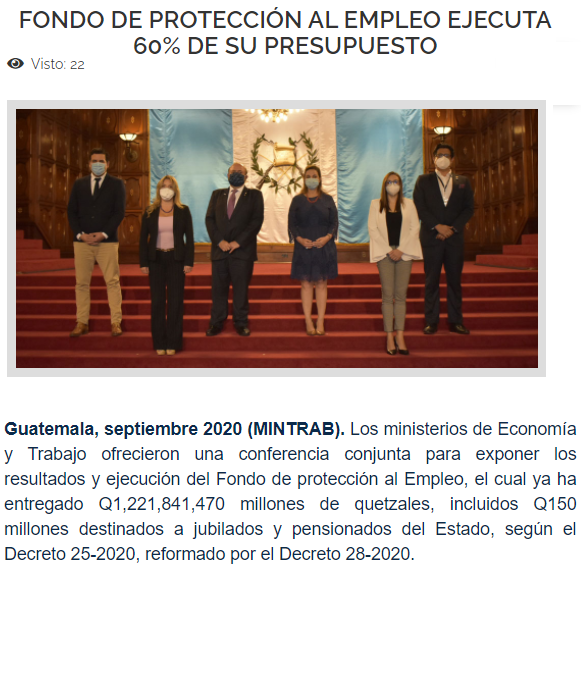 FONDO DE PROTECCIÓN AL EMPLEO EJECUTA
60% DE SU PRESUPUESTO
Visto: 22
Guatemala, septiembre 2020 (MINTRAB). Los ministerios de Economía
y Trabajo ofrecieron una conferencia conjunta para exponer los
resultados y ejecución del Fondo de protección al Empleo, el cual ya ha
entregado Q1,221,841,470 millones de quetzales, incluidos Q150
millones destinados a jubilados y pensionados del Estado, según el
Decreto 25-2020, reformado por el Decreto 28-2020.